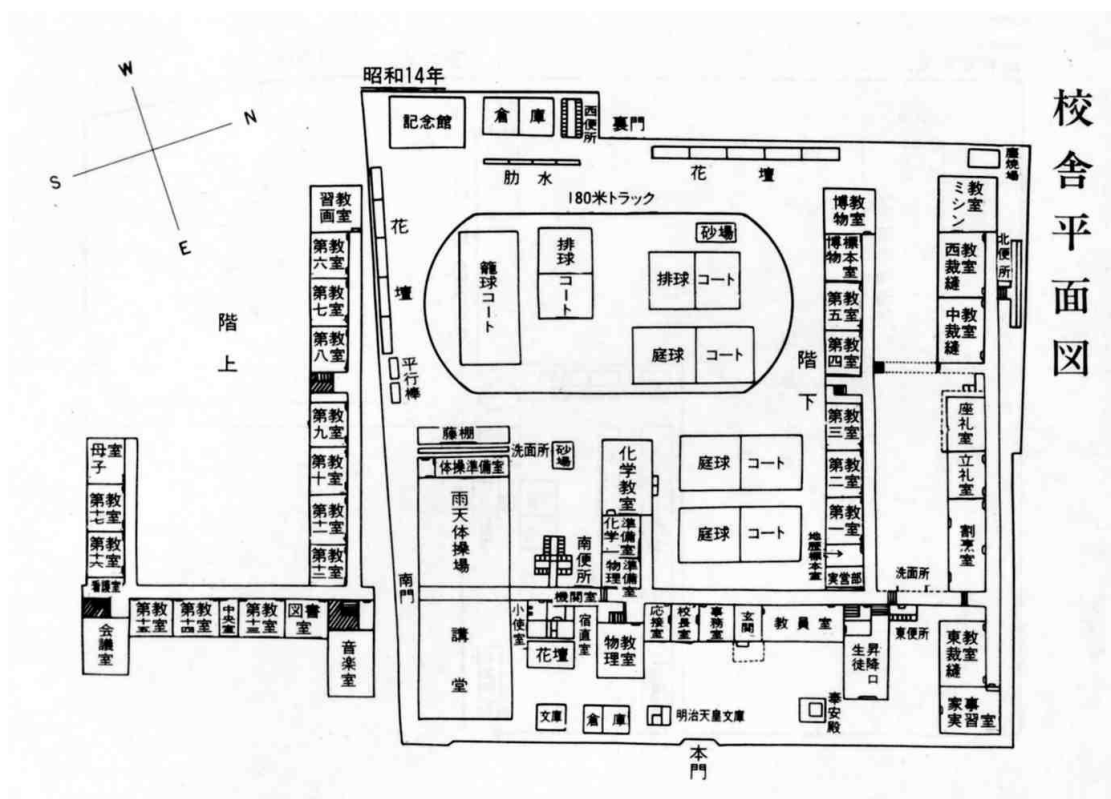 校舎平面図
昭和14年
W
N
S
E
記念館
倉庫
西便所
裏門
肋水
花壇
塵焼場
180米トラック
砂場
籠球コート
排球コート
排球コート
庭球コート
花壇
平行棒
階上
習画教室
第六教室
第七教室
第八教室
第九教室
第十教室
第十一教室
第十二教室
母子室
第十七教室
第十六教室
看護室
会議室
第十五教室
第十四教室
中央室
第十三教室
図書室
音楽室
階下
博物教室
博物標本室
第五教室
第四教室
第三教室
第二教室
第一教室
地歴標本室
実営部
ミシン教室
西裁縫教室
中裁縫教室
北便所
座礼室
立礼室
割烹室
洗面所
東便所
東裁縫教室
家事実習室
藤棚
洗面所
砂場
体操準備室
雨天体操場
講堂
南門
化学教室
化学準備室
物理準備室
南便所
機関室
小使室
宿直室
花壇
物理教室
庭球コート
庭球コート
応接室
校長室
事務室
玄関
教員室
生徒昇降口
文庫
倉庫
明治天皇文庫
奉安殿
本門